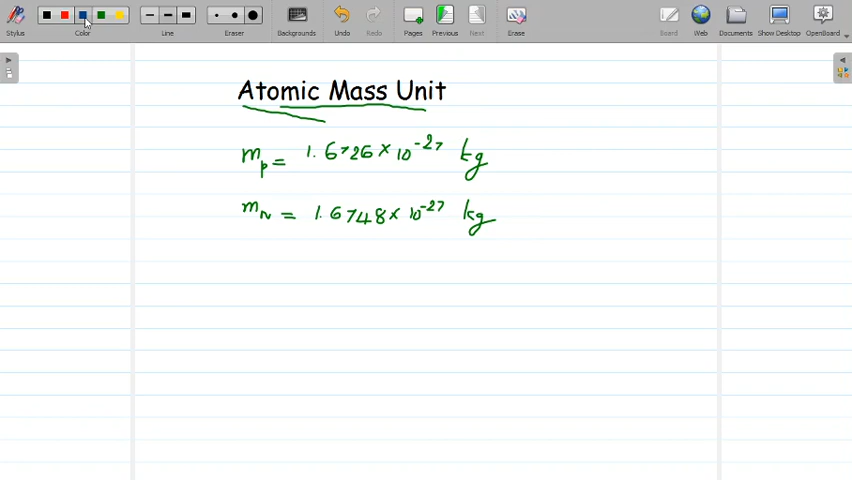 Stylus Color Line Eraser Backgrounds Undo Redo Pages Previous Next Erase Board Web Documents Show Desktop OpenBoard
Atomic Mass Unit
mp = 1.6726 × 10^-27 kg
mn = 1.6748 × 10^-27 kg